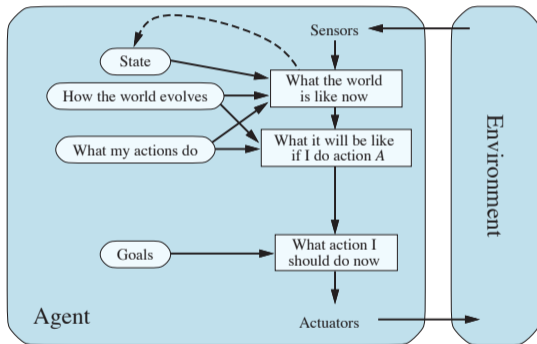 Sensors
State
What the world
is like now
How the world evolves
What my actions do
What it will be like
if I do action A
Goals
What action I
should do now
Agent
Actuators
Environment